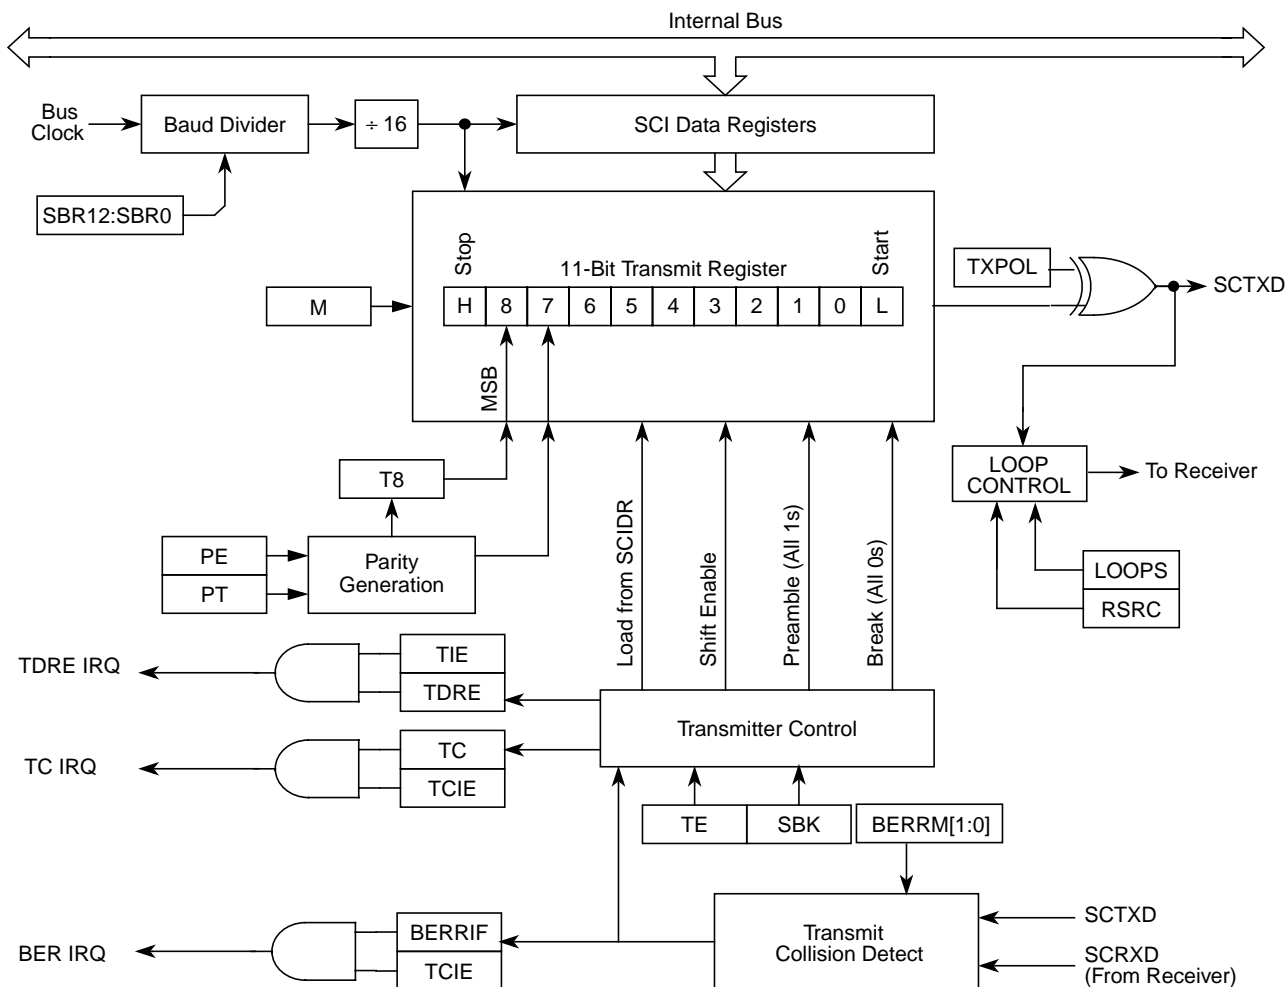 Internal Bus
Bus
Clock
Baud Divider
÷ 16
SCI Data Registers
SBR12:SBR0
Stop
11-Bit Transmit Register
Start
TXPOL
SCTXD
M
H 8 7 6 5 4 3 2 1 0 L
MSB
T8
LOOP
CONTROL
To Receiver
PE
PT
Parity
Generation
Load from SCIDR
Shift Enable
Preamble (All 1s)
Break (All 0s)
LOOPS
RSRC
TDRE IRQ
TIE
TDRE
Transmitter Control
TC IRQ
TC
TCIE
TE
SBK
BERRM[1:0]
BER IRQ
BERRIF
TCIE
Transmit
Collision Detect
SCTXD
SCRXD
(From Receiver)